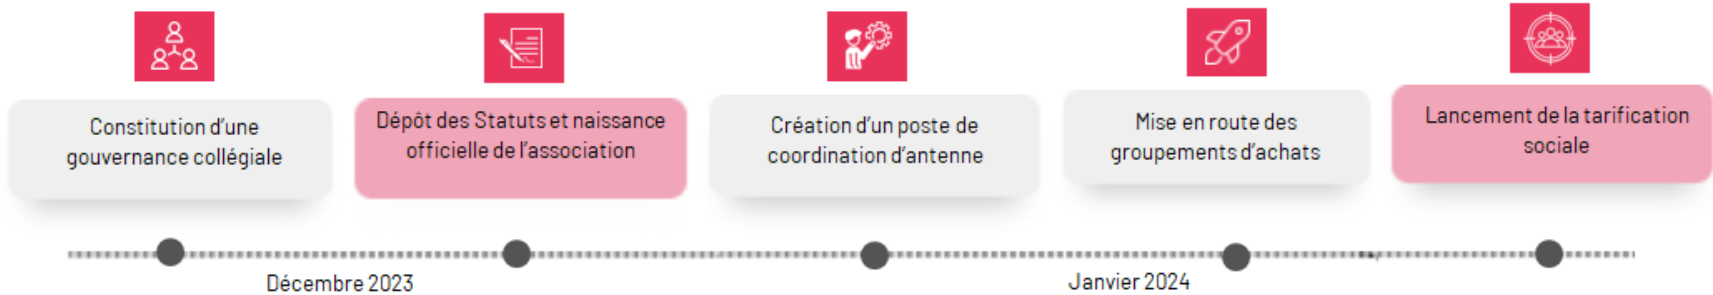 Constitution d'une
gouvernance collégiale
Dépôt des Statuts et naissance
officielle de l'association
Création d'un poste de
coordination d'antenne
Mise en route des
groupements d'achats
Lancement de la tarification
sociale
Décembre 2023
Janvier 2024